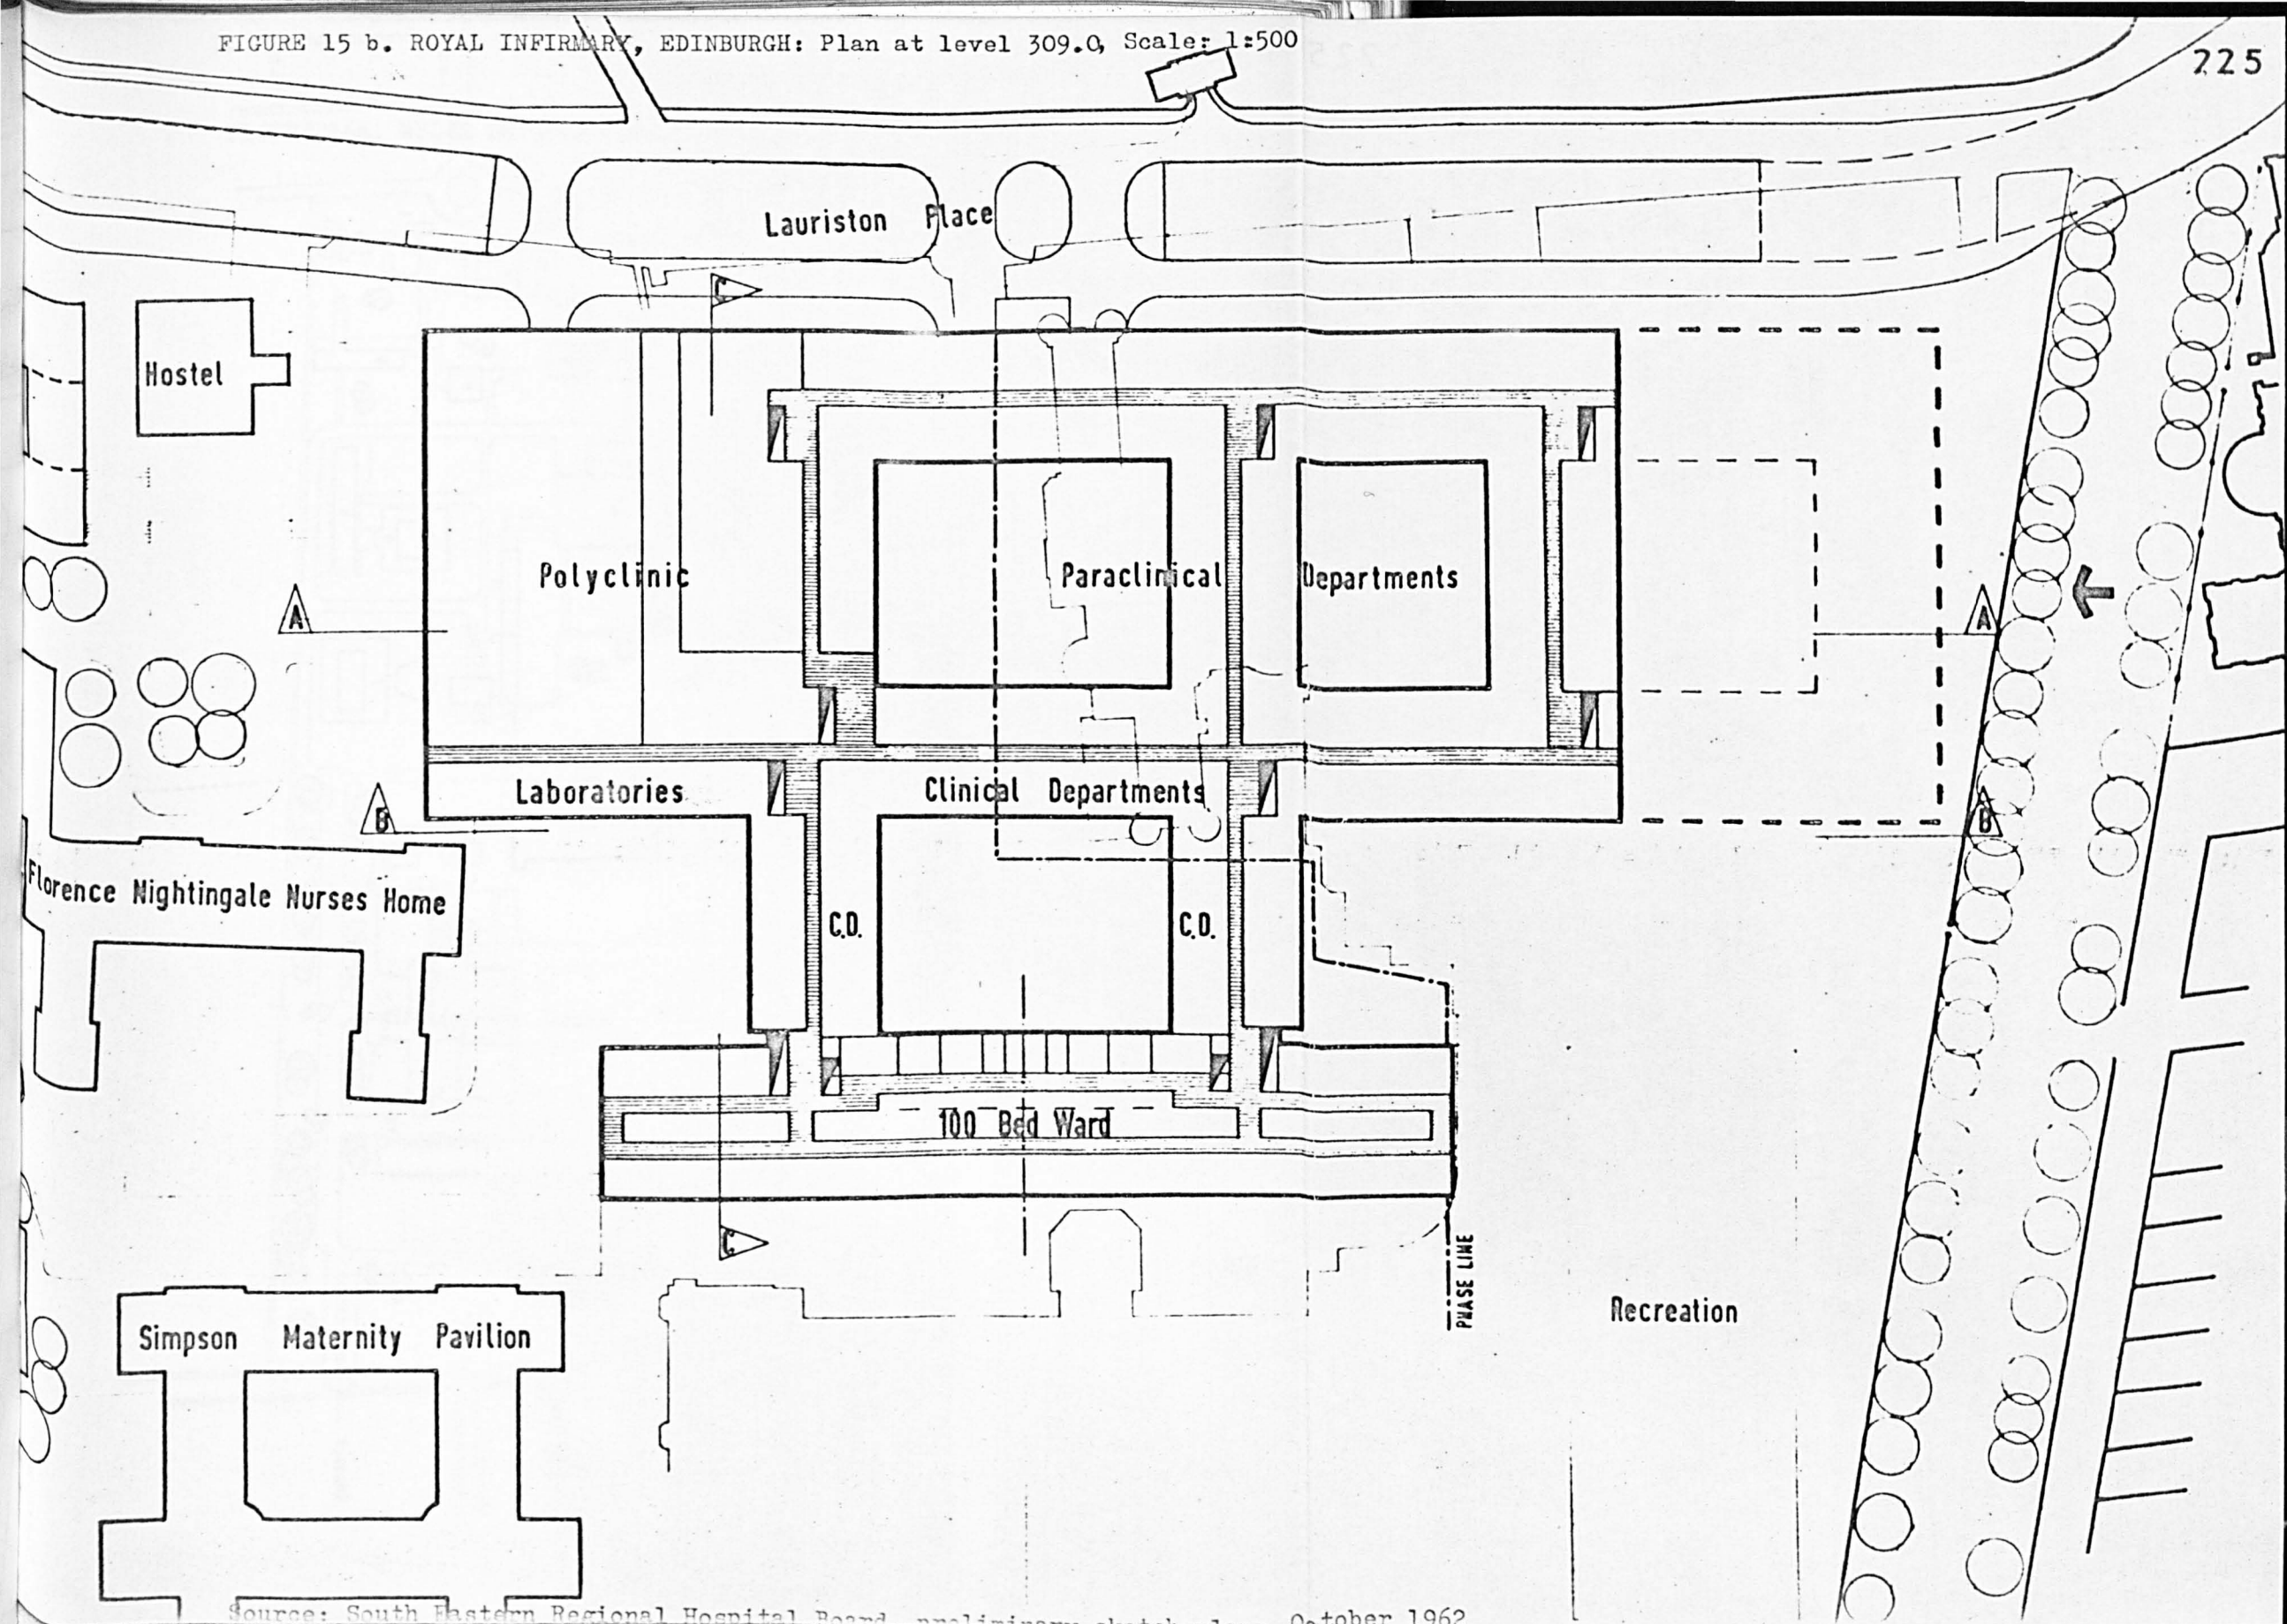 FIGURE 15 b. ROYAL INFIRMARY, EDINBURGH: Plan at level 309.0, Scale: 1:500
225
Lauriston Place
C
Hostel
Polyclinic
Paraclinical Departments
A
A
Laboratories
Clinical Departments
B
B
Florence Nightingale Nurses Home
C.D.
C.D.
100 Bed Ward
C
PHASE LINE
Recreation
Simpson Maternity Pavilion
Source: South Eastern Regional Hospital Board, preliminary October 1962